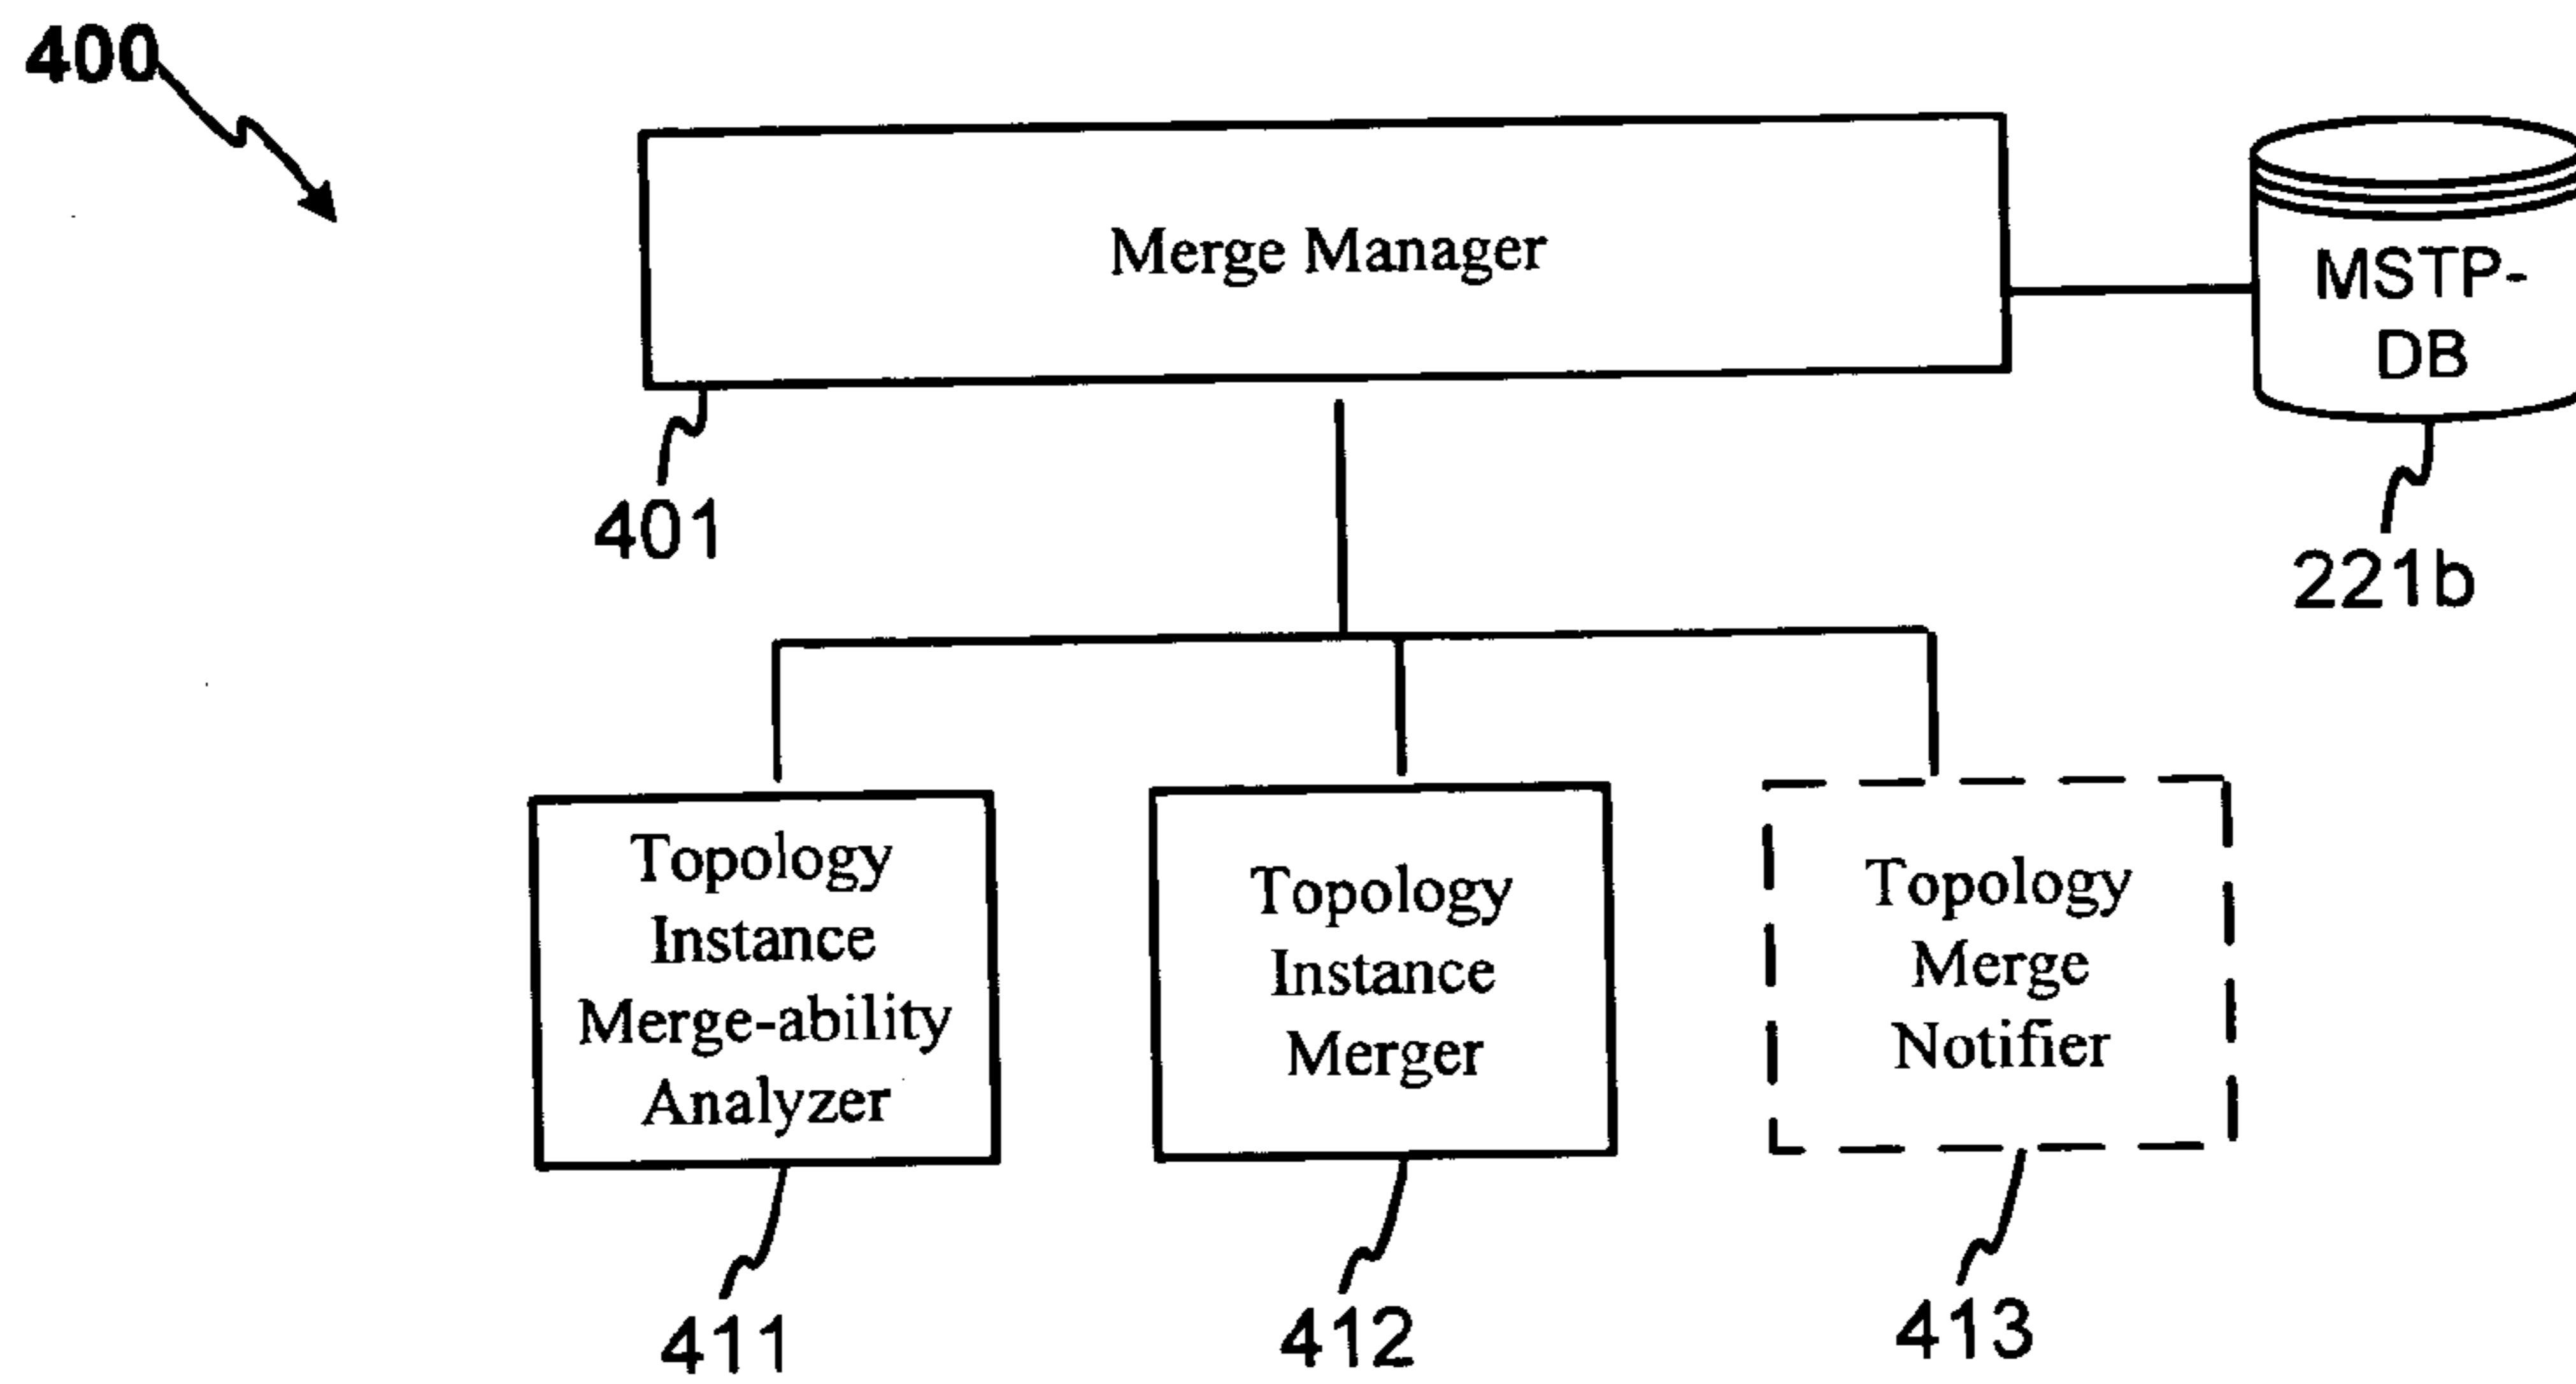 400
Merge Manager
MSTP-
DB
401
221b
Topology
Instance
Merge-ability
Analyzer
Topology
Instance
Merger
Topology
Merge
Notifier
411
412
413